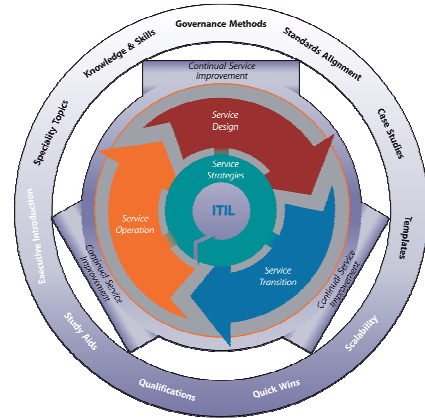 Governance Methods
Knowledge & Skills
Standards Alignment
Continual Service
Improvement
Speciality Topics
Case Studies
Service
Design
Service
Strategies
ITIL
Service
Operation
Service
Transition
Executive Introduction
Templates
Continual Service
Improvement
Continual Service
Improvement
Study Aids
Scalability
Qualifications
Quick Wins